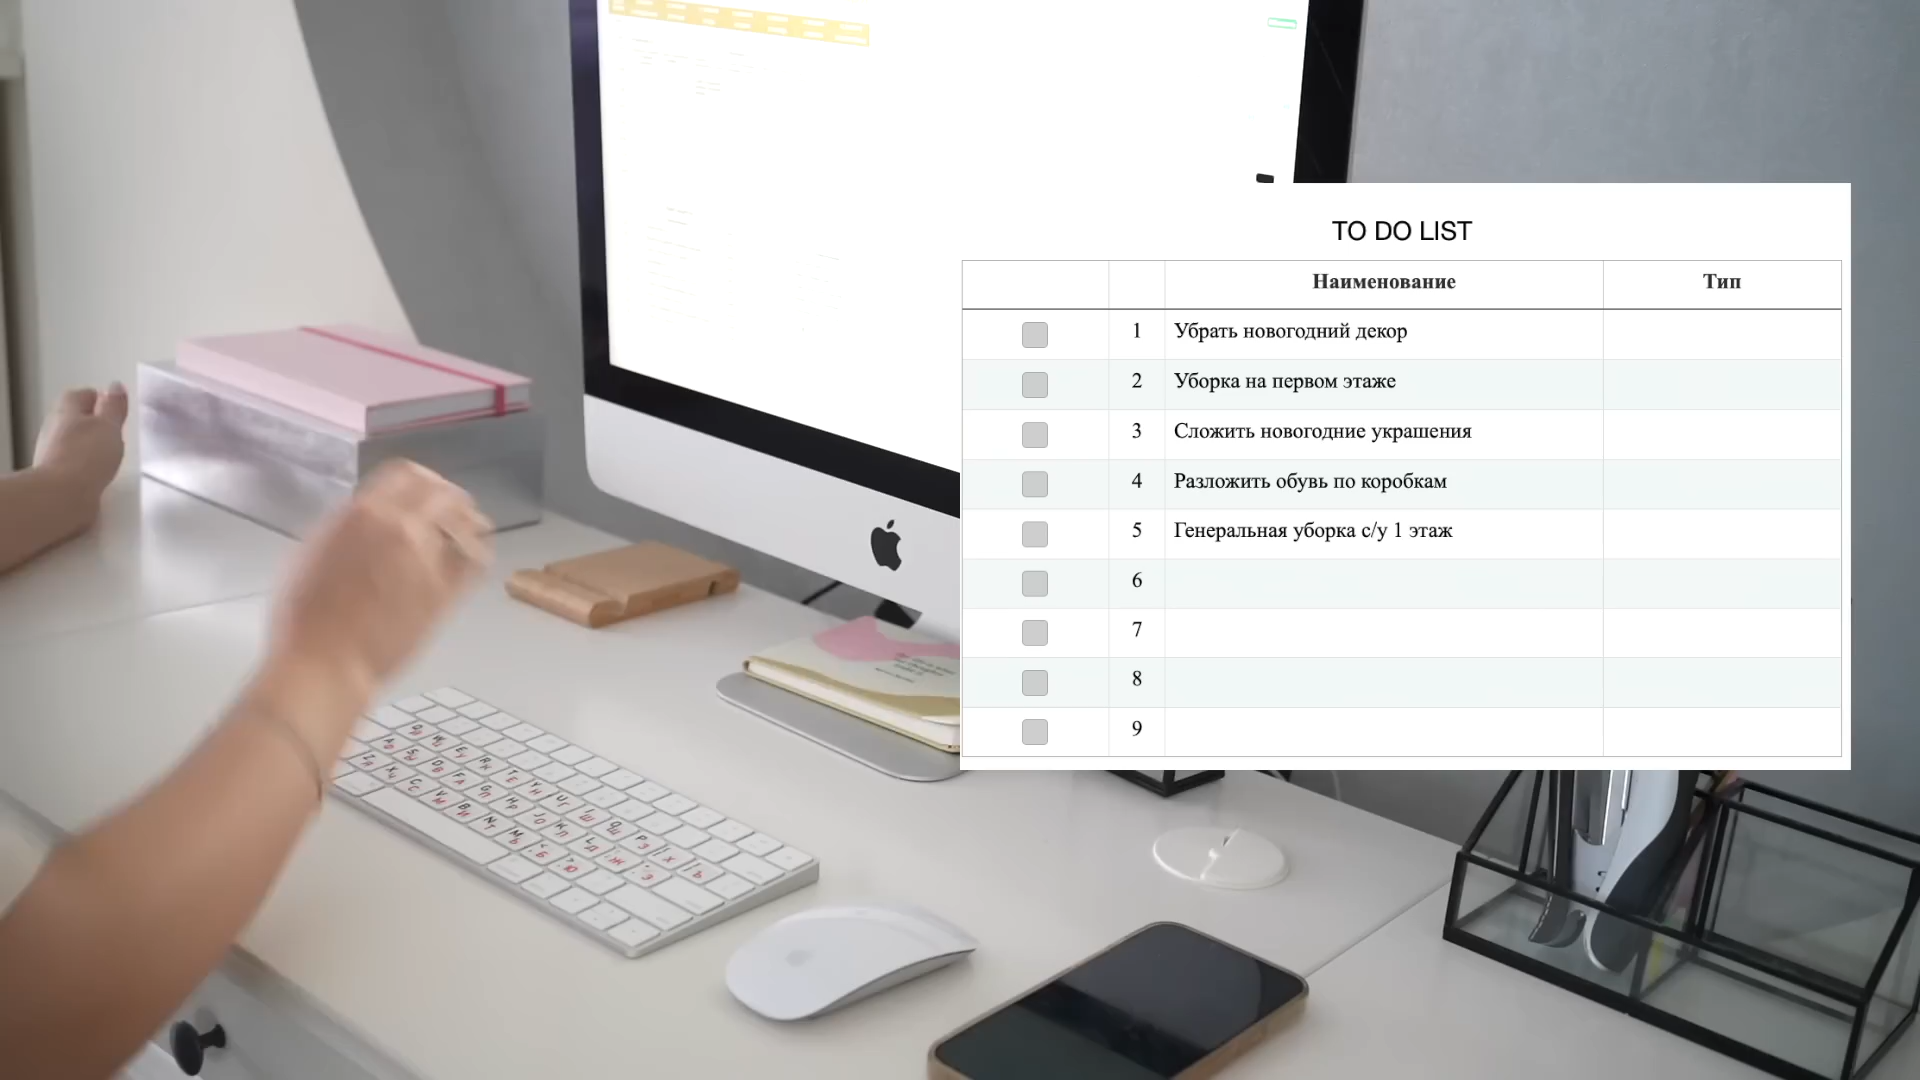 TO DO LIST
Наименование Тип
1 Убрать новогодний декор
2 Уборка на первом этаже
3 Сложить новогодние украшения
4 Разложить обувь по коробкам
5 Генеральная уборка с/у 1 этаж
6
7
8
9